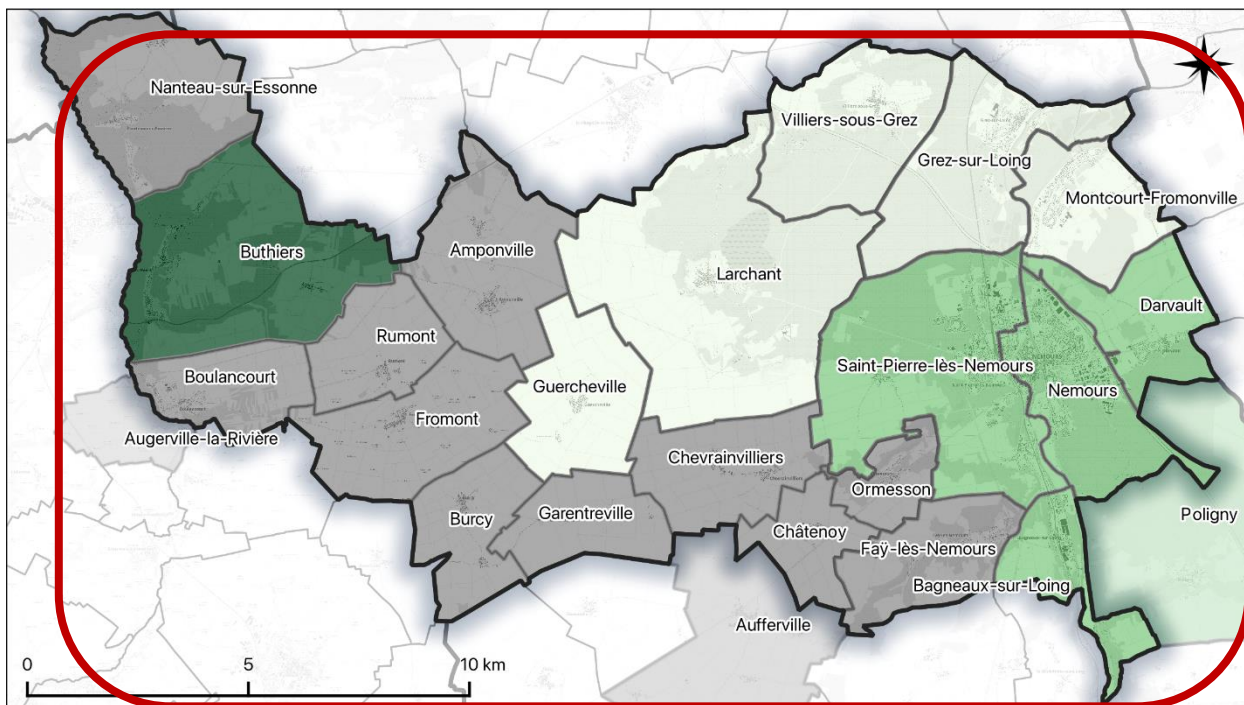 Nanteau-sur-Essonne
Villiers-sous-Grez
Grez-sur-Loing
Montcourt-Fromonville
Buthiers
Amponville
Larchant
Darvault
Rumont
Saint-Pierre-lès-Nemours
Boulancourt
Guercheville
Nemours
Fromont
Augerville-la-Rivière
Chevrainvilliers
Ormesson
Garentreville
Burcy
Poligny
Châtenoy
Faÿ-lès-Nemours
Bagneaux-sur-Loing
Aufferville
0 5 10 km